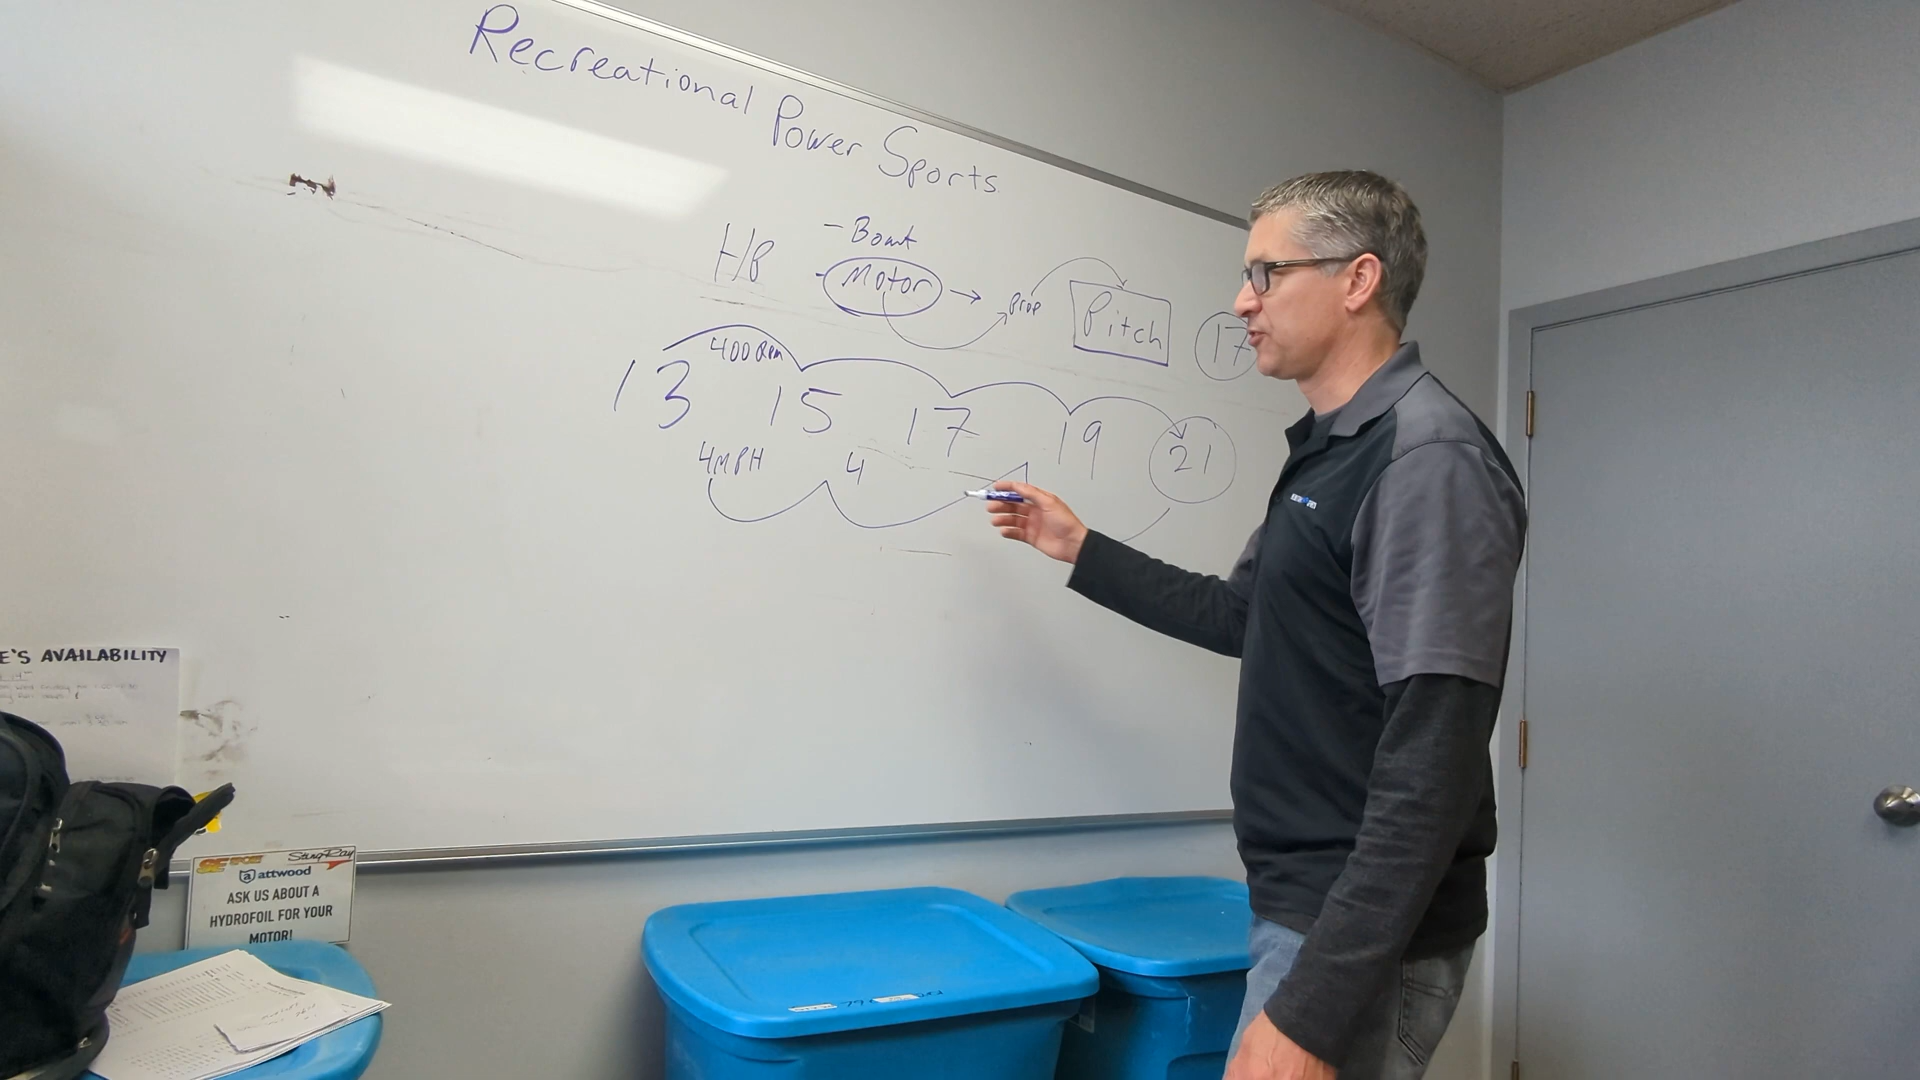 Recreational Power Sports
H/P
- Boat
- Motor → prop
Pitch
17
400 Rpm
13 15 17 19 21
4MPH 4
E'S AVAILABILITY
StingRay
attwood
ASK US ABOUT A
HYDROFOIL FOR YOUR
MOTOR!